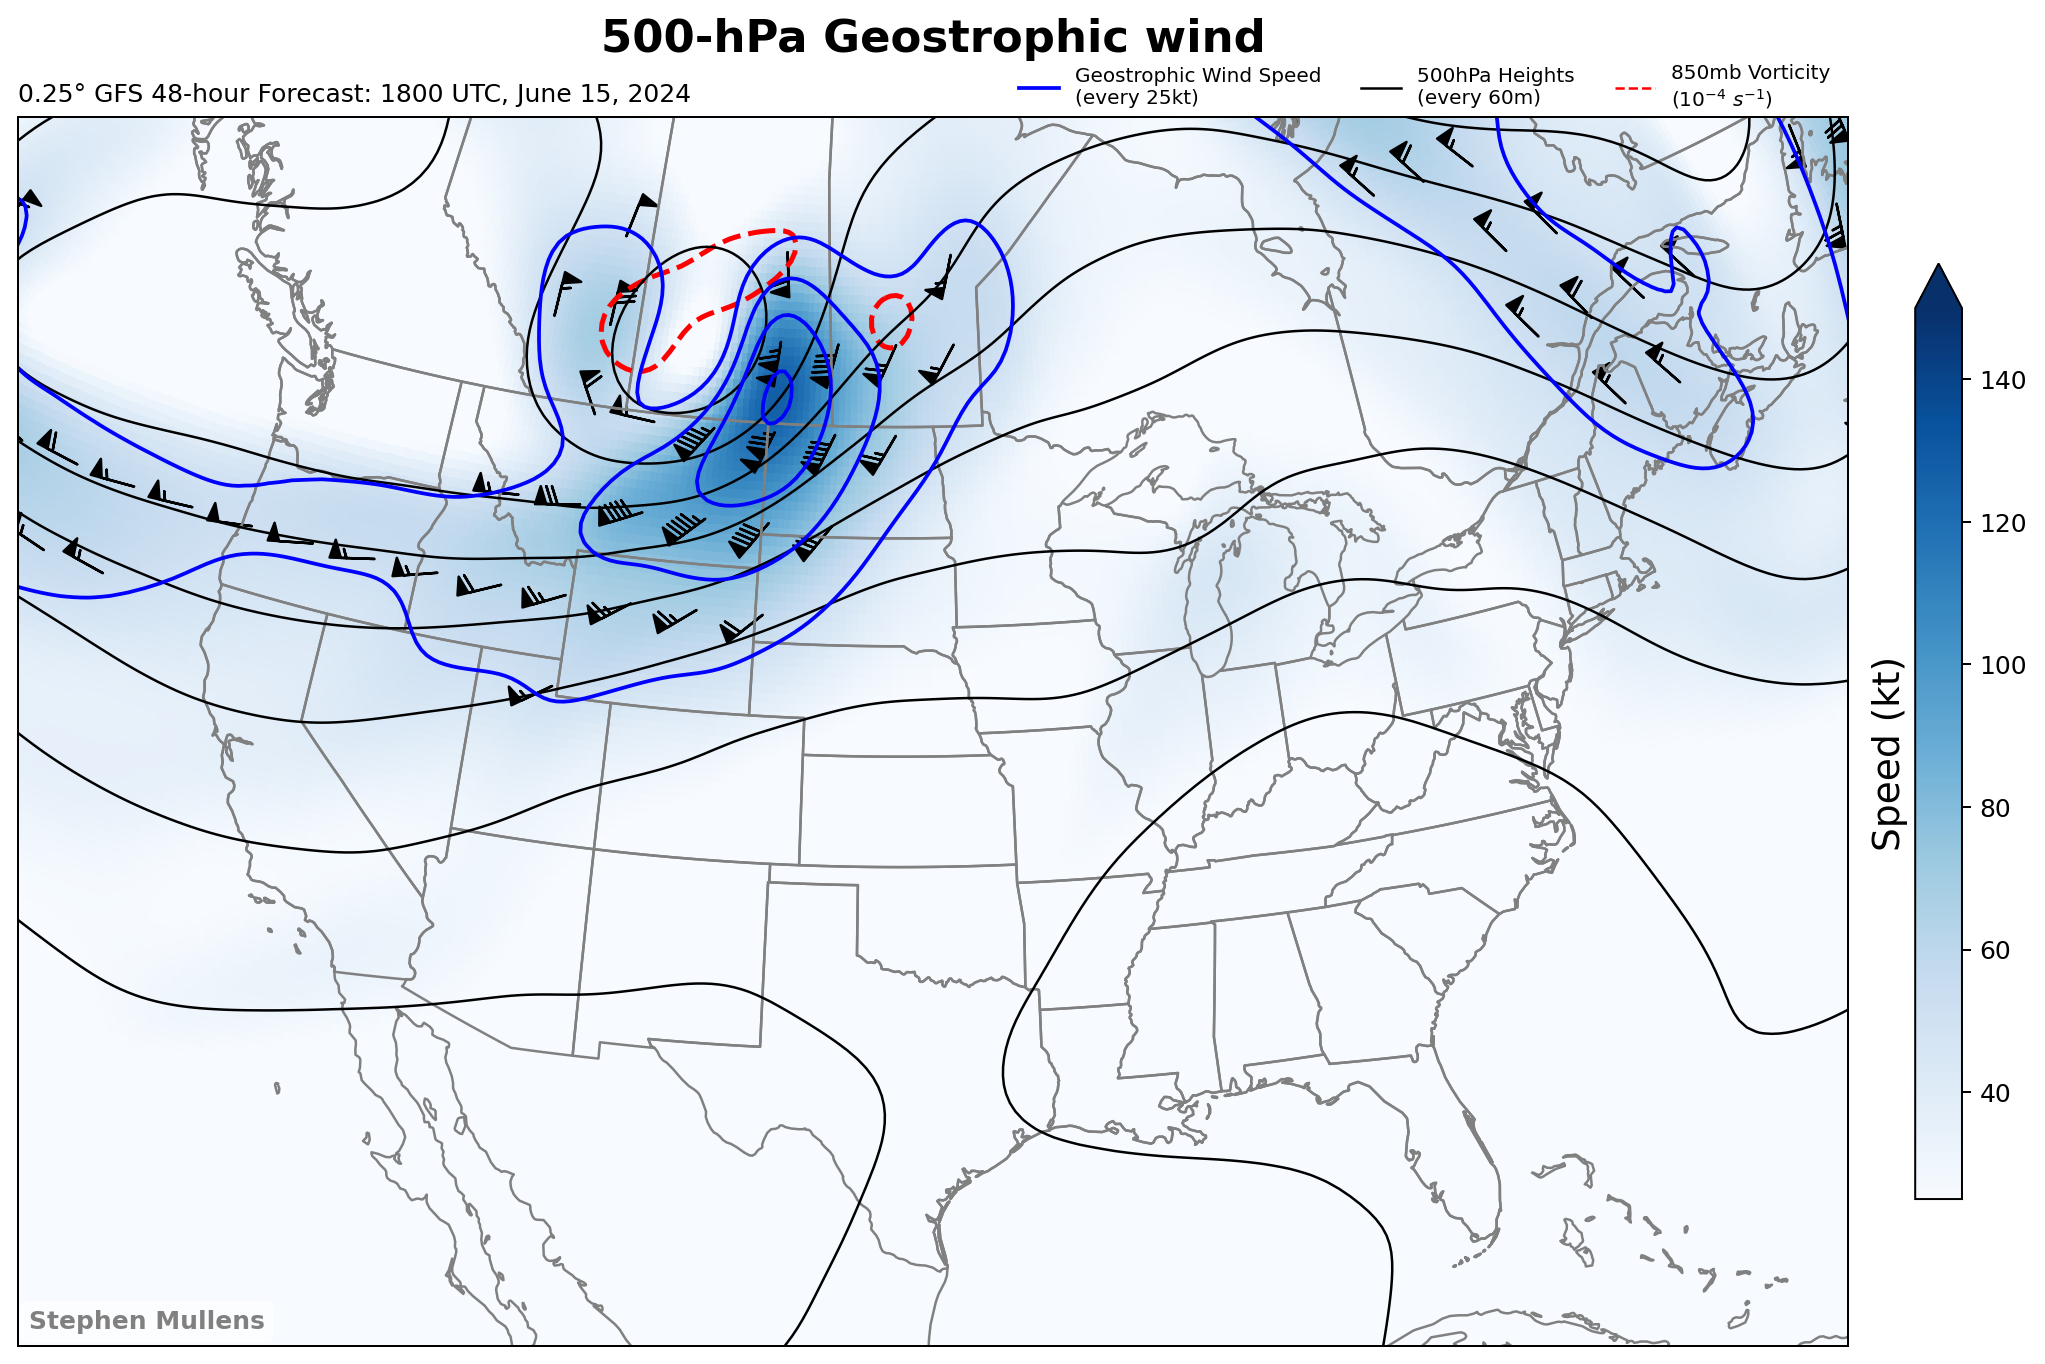 500-hPa Geostrophic wind
0.25° GFS 48-hour Forecast: 1800 UTC, June 15, 2024
Geostrophic Wind Speed
(every 25kt)
500hPa Heights
(every 60m)
850mb Vorticity
(10⁻⁴ s⁻¹)
140
120
100
80
60
40
Speed (kt)
Stephen Mullens